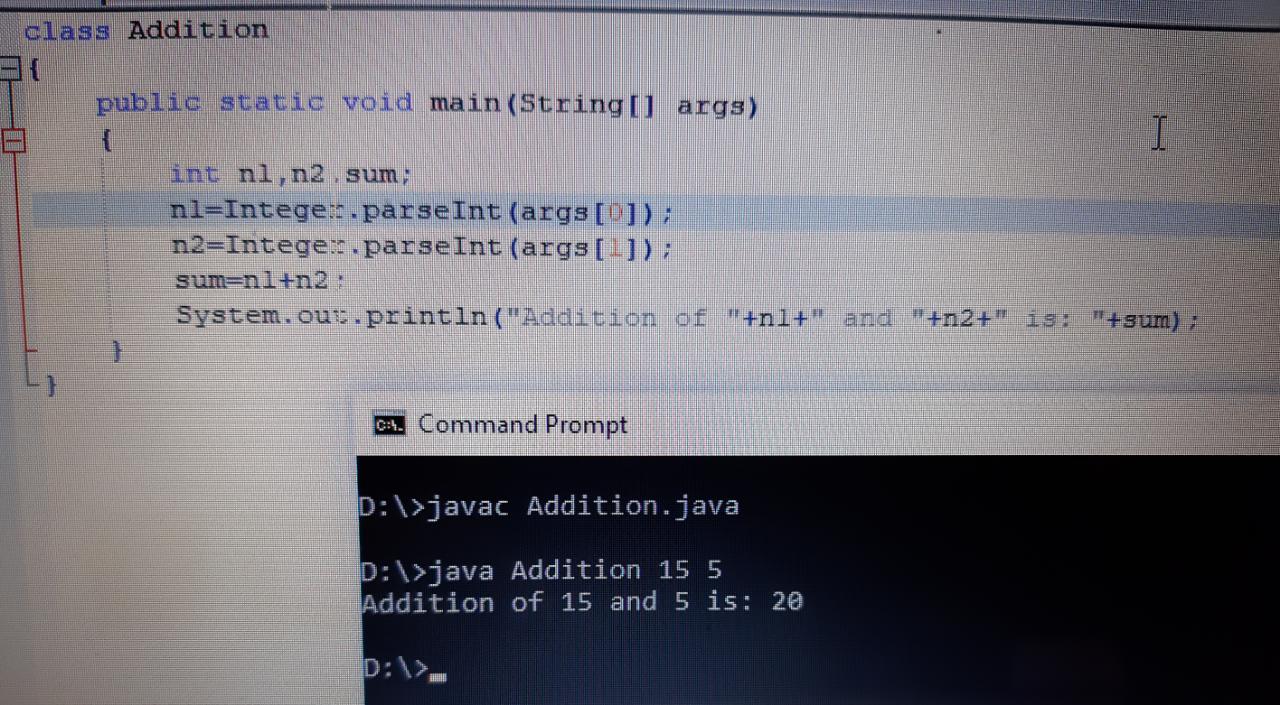 class Addition
{
public static void main(String[] args)
{
int n1,n2,sum;
n1=Integer.parseInt(args[0]);
n2=Integer.parseInt(args[1]);
sum=n1+n2;
System.out.println("Addition of "+n1+" and "+n2+" is: "+sum);
}
}
Command Prompt
D:\>javac Addition.java
D:\>java Addition 15 5
Addition of 15 and 5 is: 20
D:\>